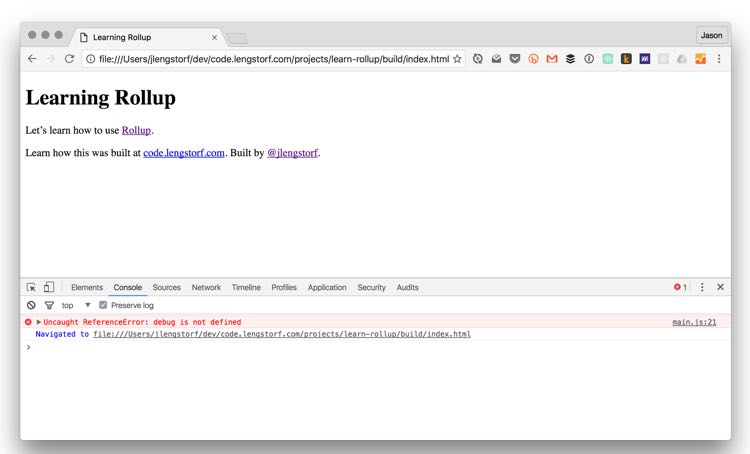 Learning Rollup
Jason
file:///Users/jlengstorf/dev/code.lengstorf.com/projects/learn-rollup/build/index.html
Learning Rollup
Let's learn how to use Rollup.
Learn how this was built at code.lengstorf.com. Built by @jlengstorf.
Elements Console Sources Network Timeline Profiles Application Security Audits 1
top Preserve log
Uncaught ReferenceError: debug is not defined main.js:21
Navigated to file:///Users/jlengstorf/dev/code.lengstorf.com/projects/learn-rollup/build/index.html